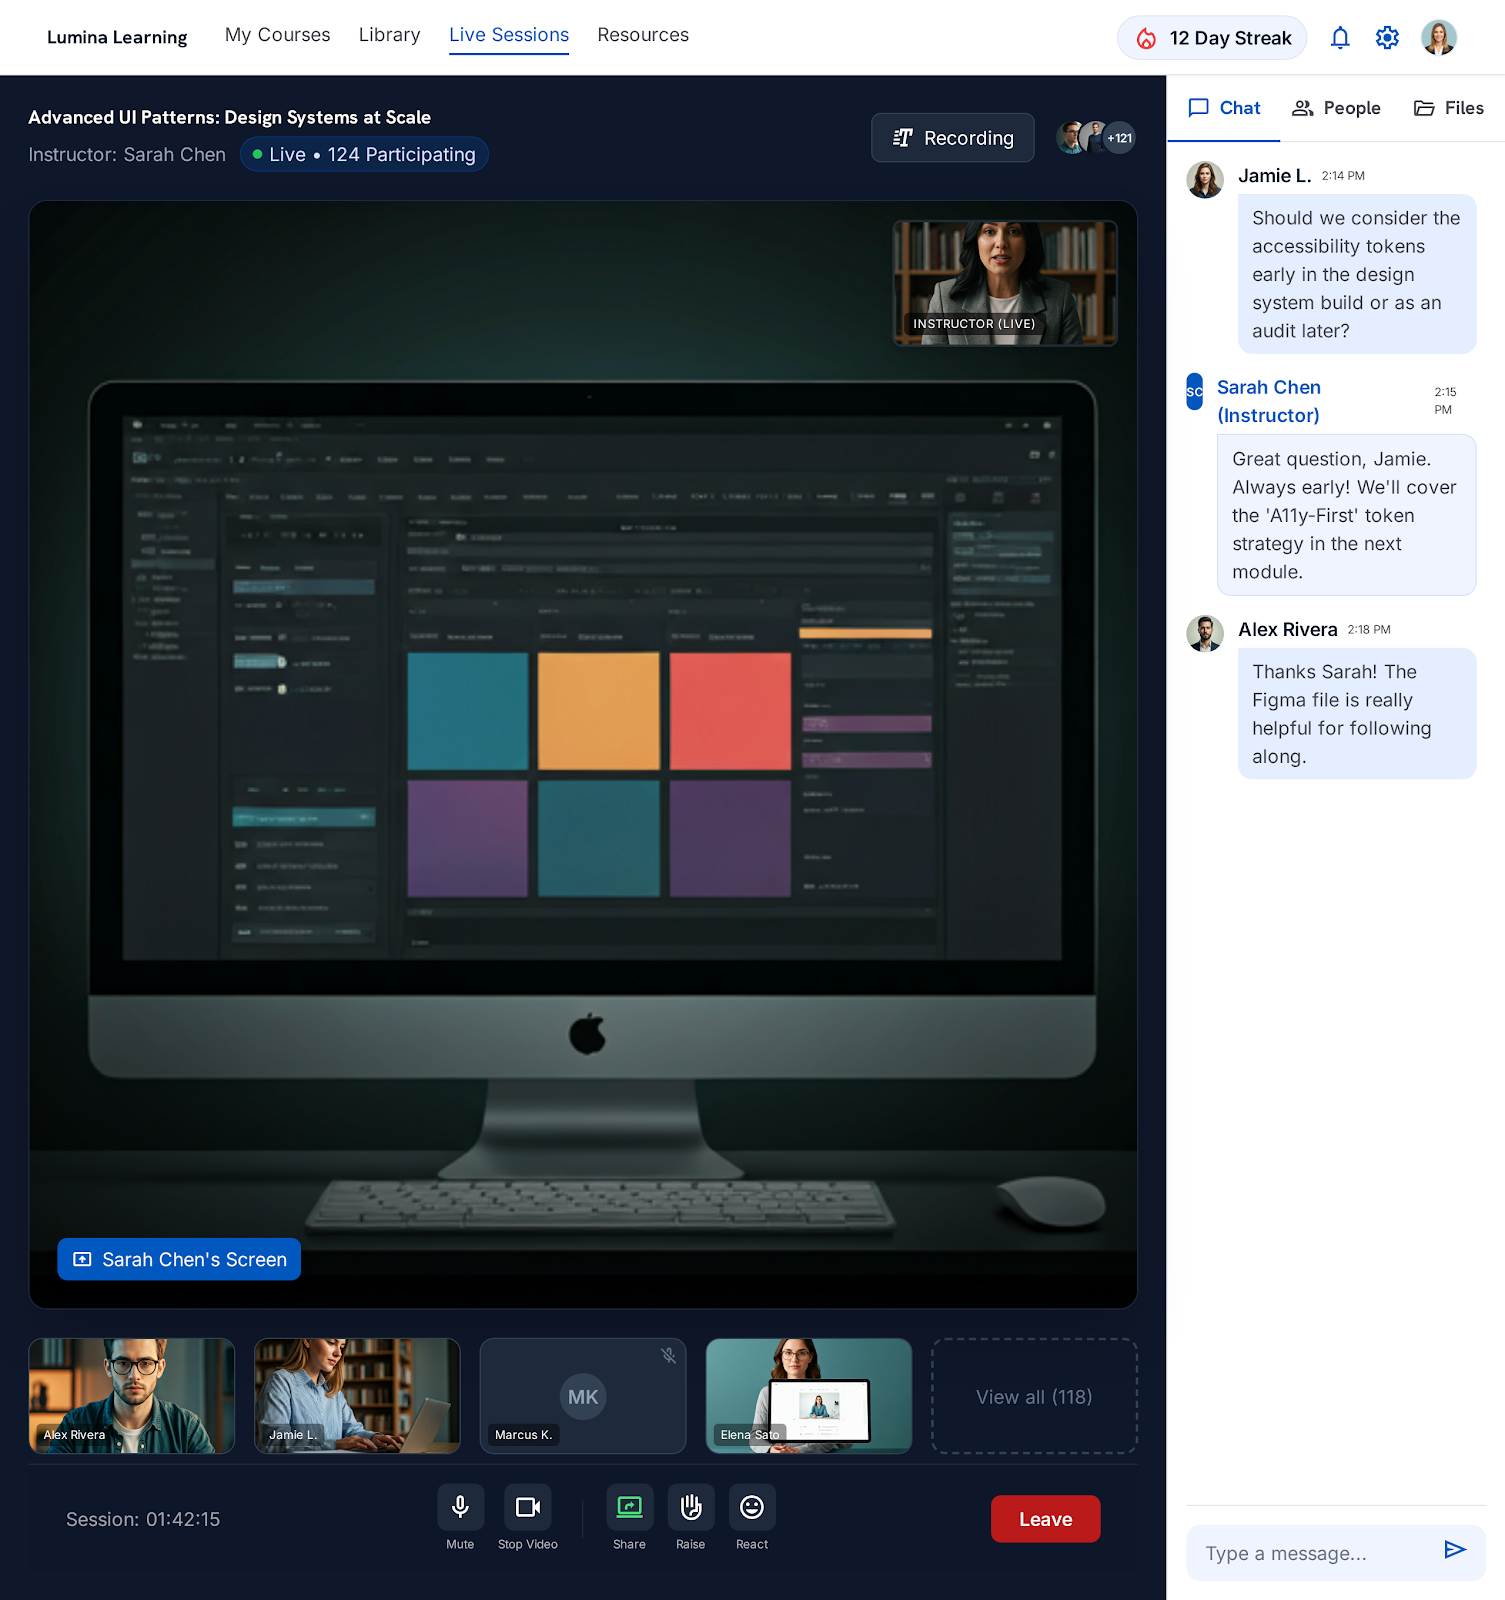 Lumina Learning
My Courses
Library
Live Sessions
Resources
12 Day Streak
Advanced UI Patterns: Design Systems at Scale
Instructor: Sarah Chen
Live • 124 Participating
Recording
+121
INSTRUCTOR (LIVE)
Sarah Chen's Screen
Alex Rivera
Jamie L.
MK
Marcus K.
Elena Sato
View all (118)
Session: 01:42:15
Mute
Stop Video
Share
Raise
React
Leave
Chat
People
Files
Jamie L. 2:14 PM
Should we consider the
accessibility tokens
early in the design
system build or as an
audit later?
SC
Sarah Chen
(Instructor)
2:15
PM
Great question, Jamie.
Always early! We'll cover
the 'A11y-First' token
strategy in the next
module.
Alex Rivera 2:18 PM
Thanks Sarah! The
Figma file is really
helpful for following
along.
Type a message...